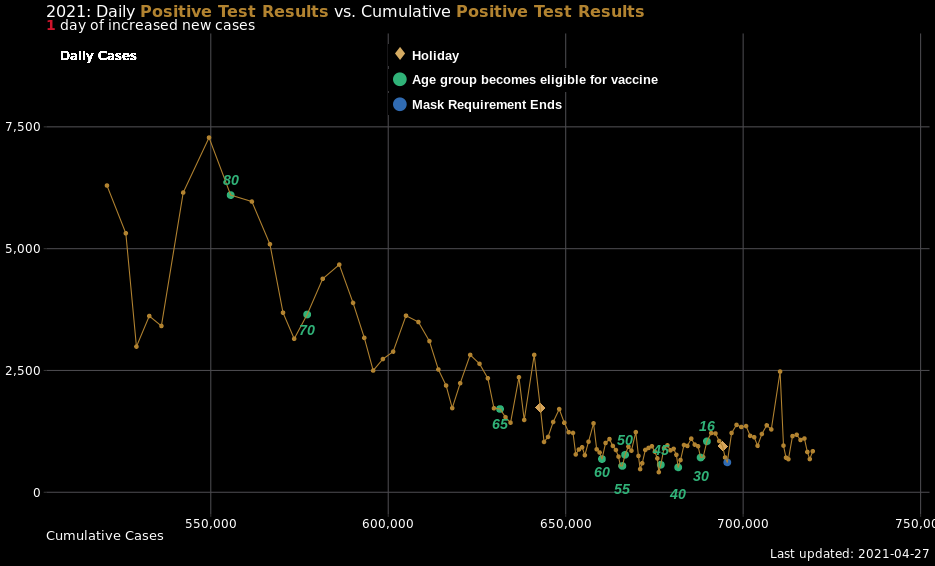 2021: Daily Positive Test Results vs. Cumulative Positive Test Results
1 day of increased new cases
Daily Cases
Holiday
Age group becomes eligible for vaccine
Mask Requirement Ends
7,500
80
5,000
70
2,500
65
16
50
45
60
30
55
40
0
550,000 600,000 650,000 700,000 750,00
Cumulative Cases
Last updated: 2021-04-27